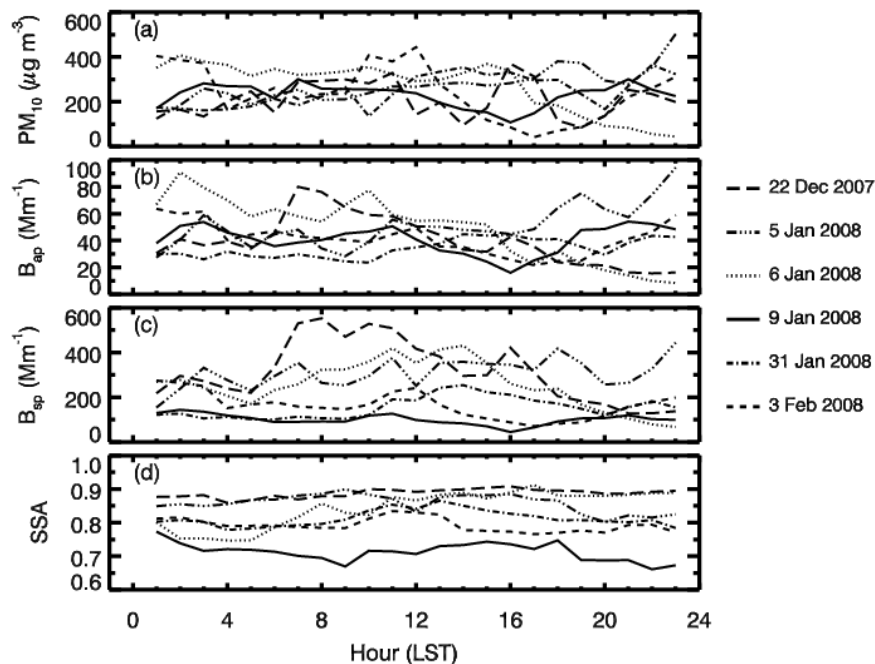 (a)
PM10 (μg m-3)
600
400
200
0
(b)
Bap (Mm-1)
100
80
60
40
20
0
(c)
Bsp (Mm-1)
600
400
200
0
(d)
SSA
1.0
0.9
0.8
0.7
0.6
0 4 8 12 16 20 24
Hour (LST)
22 Dec 2007
5 Jan 2008
6 Jan 2008
9 Jan 2008
31 Jan 2008
3 Feb 2008